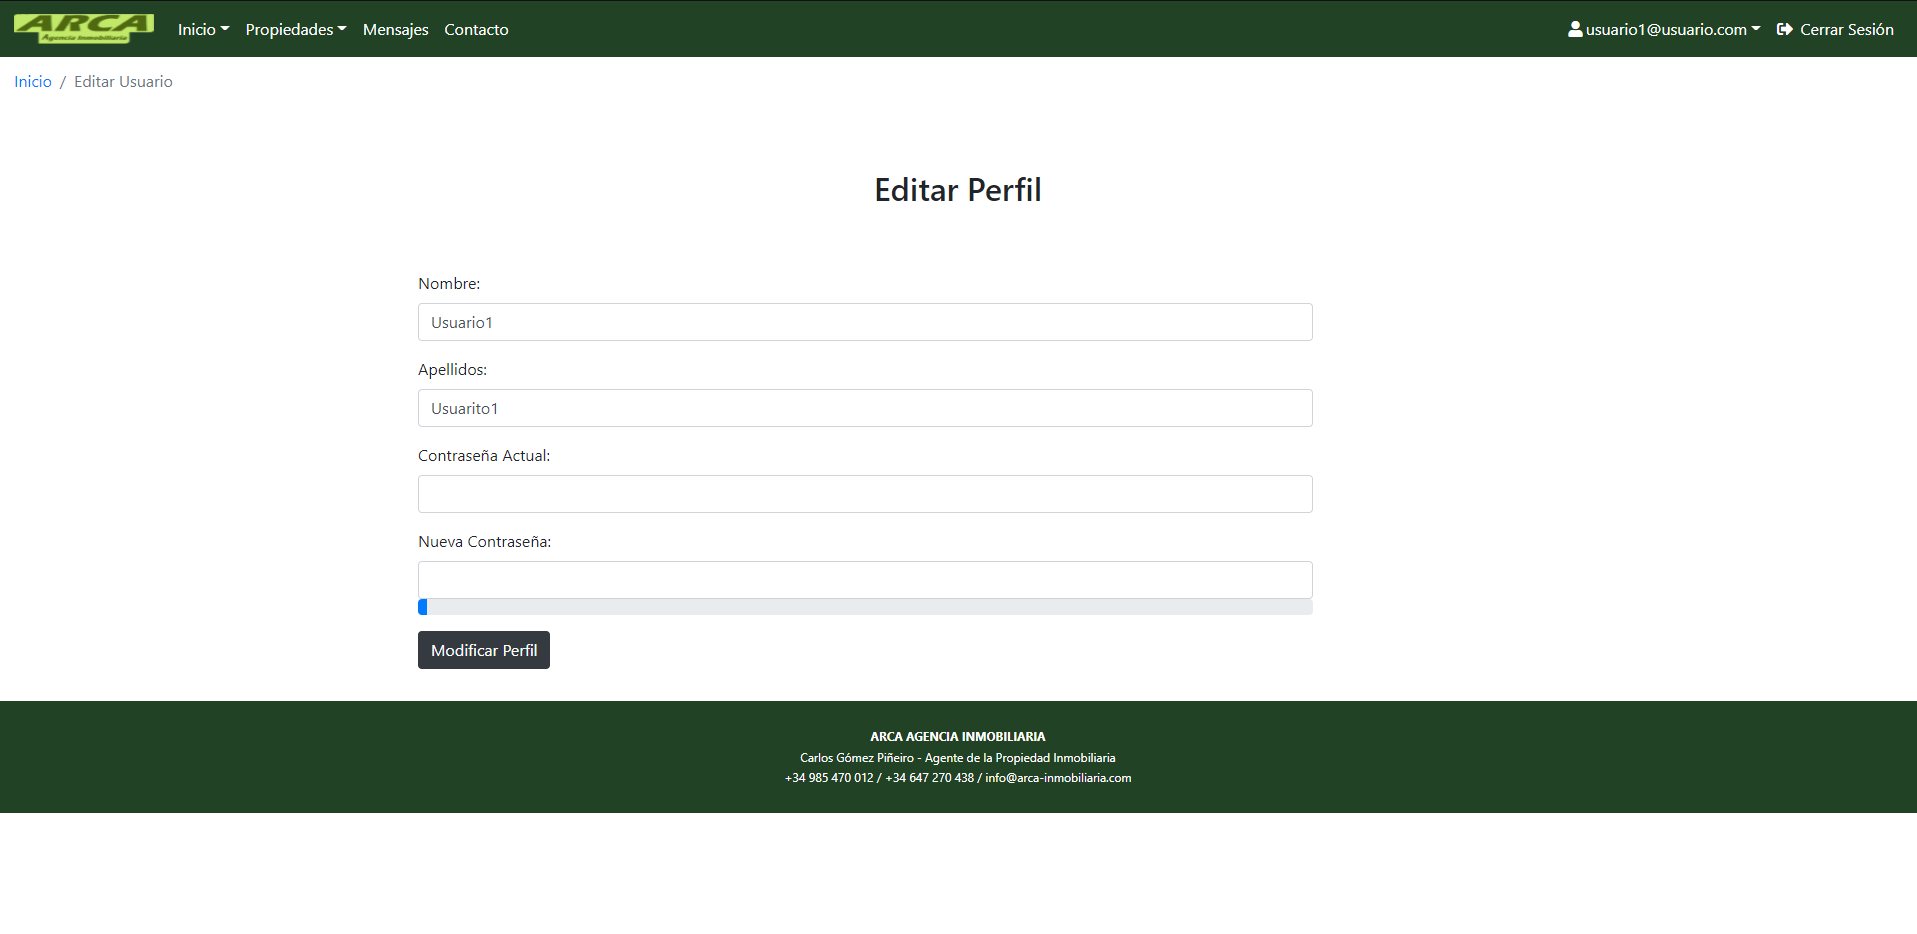 ARCA
Agencia Inmobiliaria
Inicio Propiedades Mensajes Contacto usuario1@usuario.com Cerrar Sesión
Inicio / Editar Usuario
Editar Perfil
Nombre:
Usuario1
Apellidos:
Usuarito1
Contraseña Actual:
Nueva Contraseña:
Modificar Perfil
ARCA AGENCIA INMOBILIARIA
Carlos Gómez Piñeiro - Agente de la Propiedad Inmobiliaria
+34 985 470 012 / +34 647 270 438 / info@arca-inmobiliaria.com